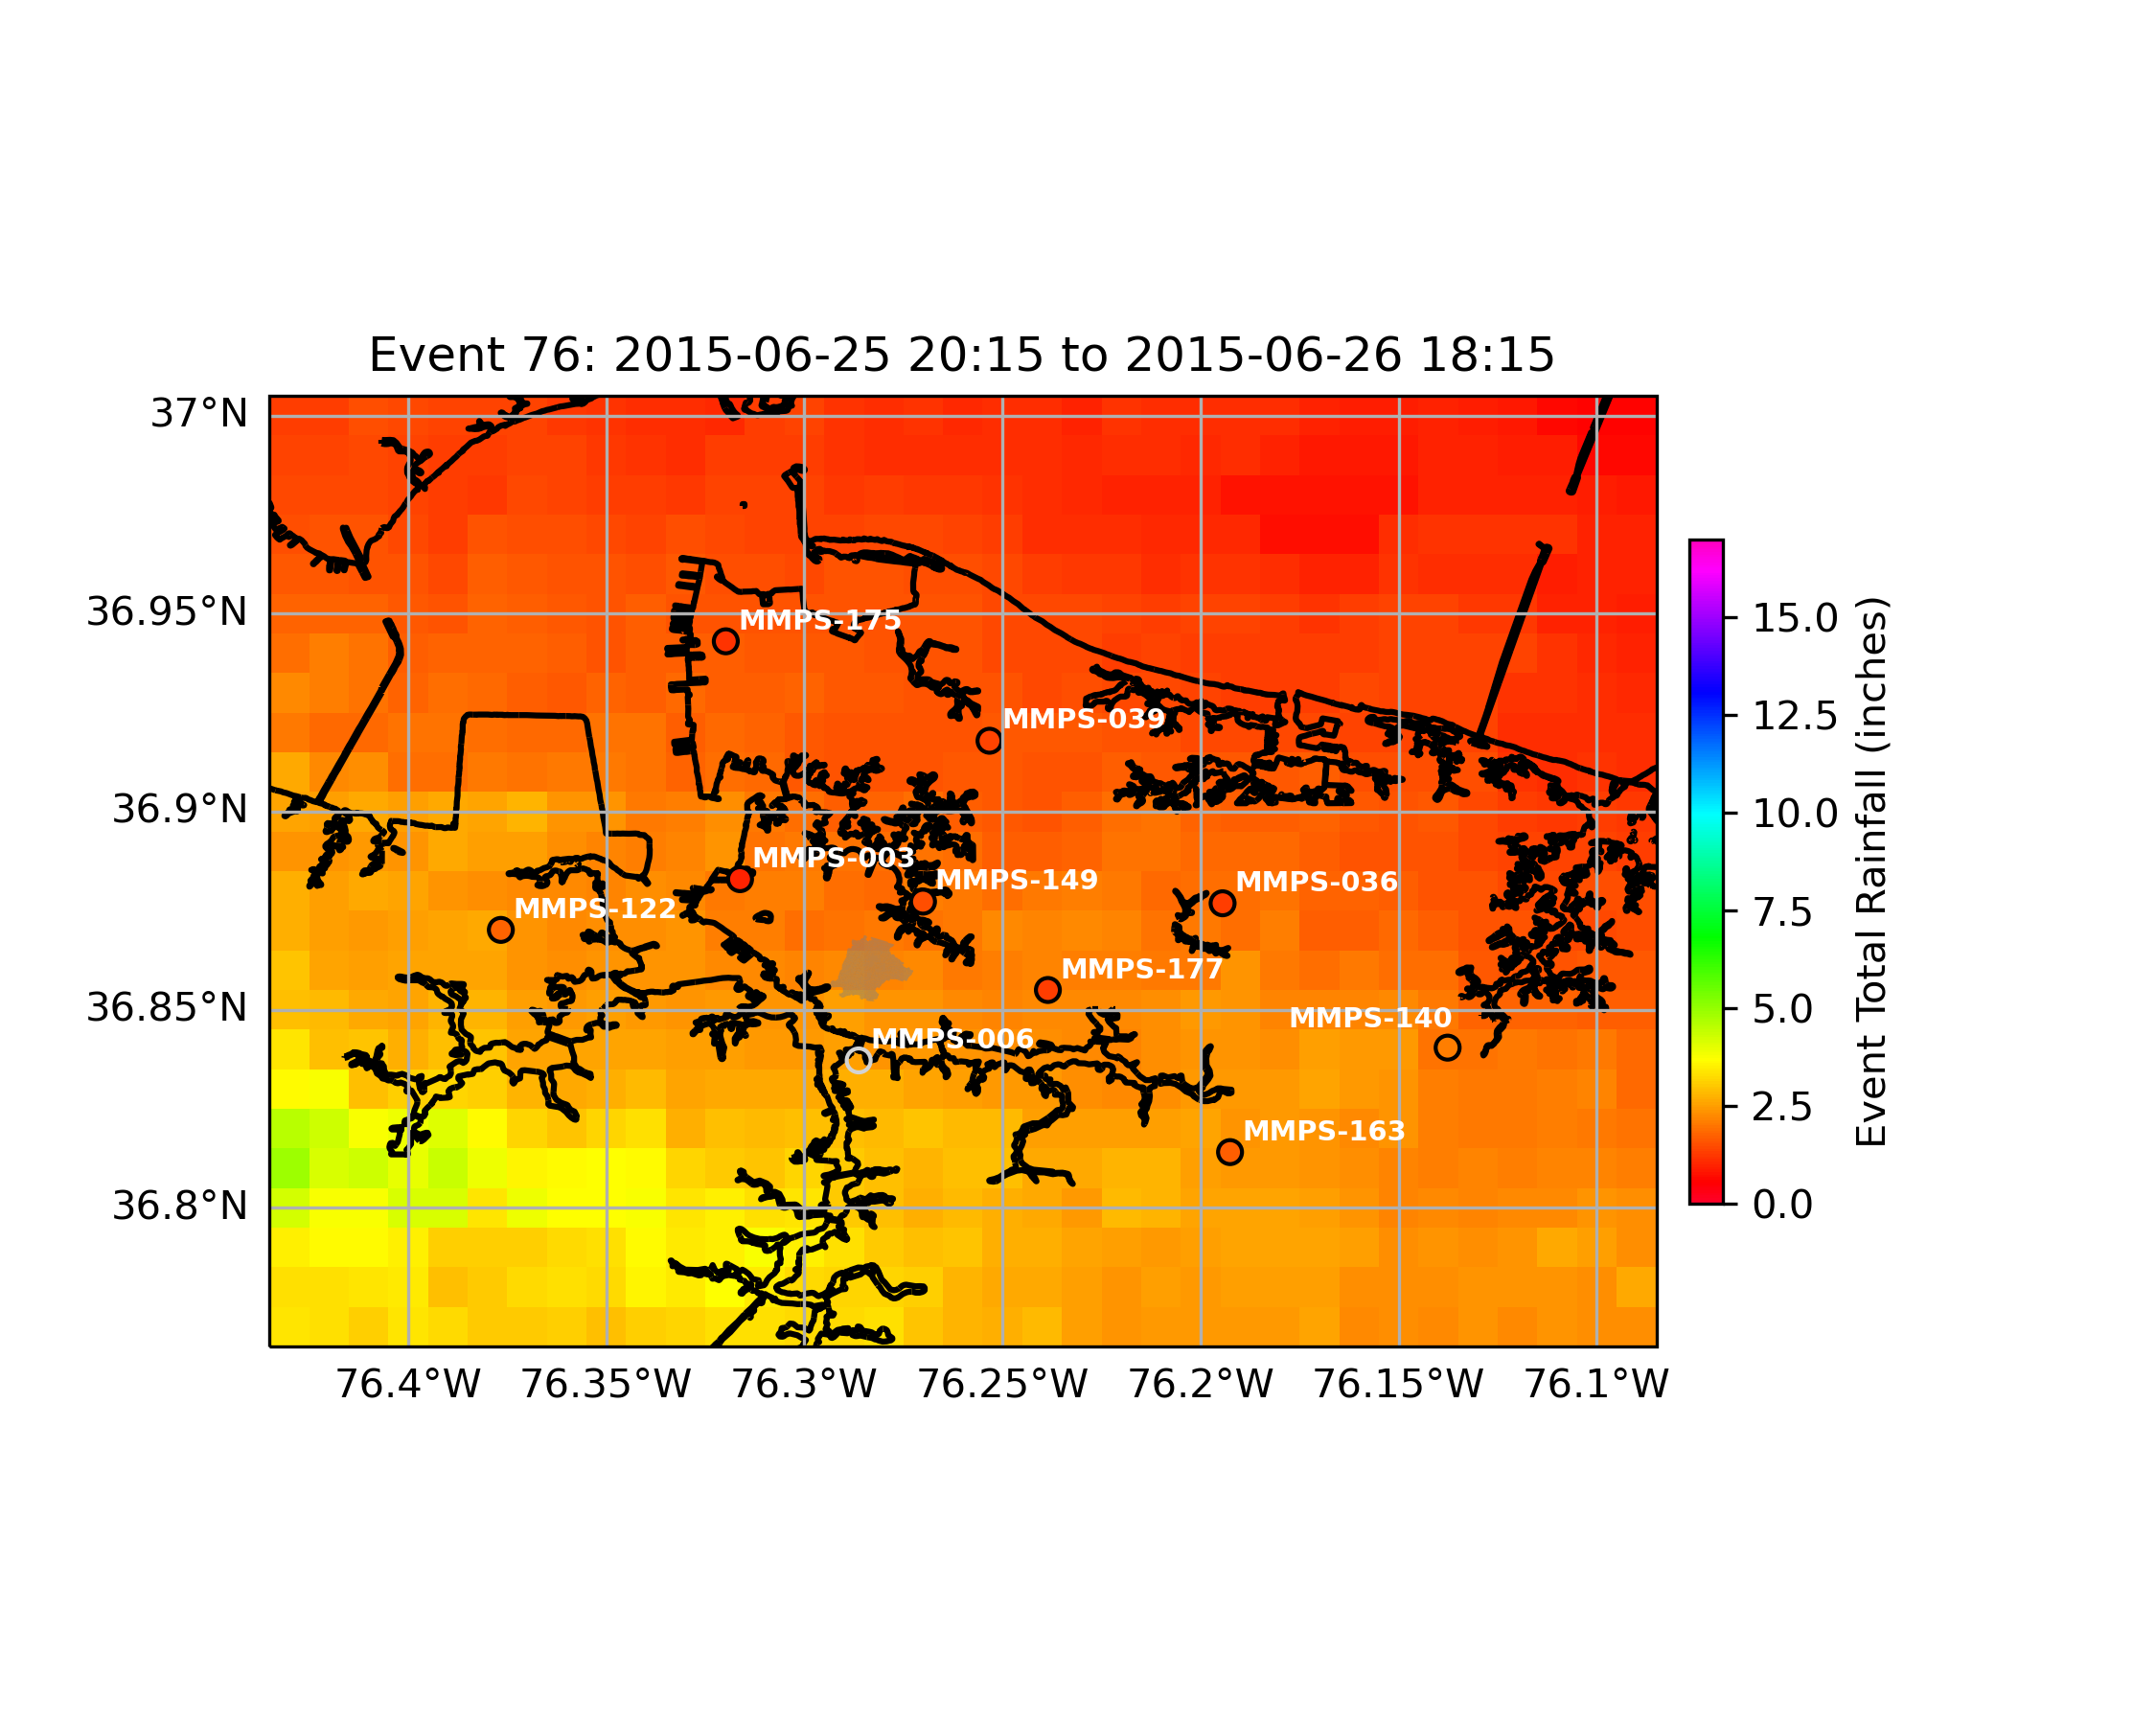 Event 76: 2015-06-25 20:15 to 2015-06-26 18:15
37°N
36.95°N
36.9°N
36.85°N
36.8°N
MMPS-175
MMPS-039
MMPS-003
MMPS-149
MMPS-036
MMPS-122
MMPS-177
MMPS-140
MMPS-006
MMPS-163
76.4°W
76.35°W
76.3°W
76.25°W
76.2°W
76.15°W
76.1°W
15.0
12.5
10.0
7.5
5.0
2.5
0.0
Event Total Rainfall (inches)